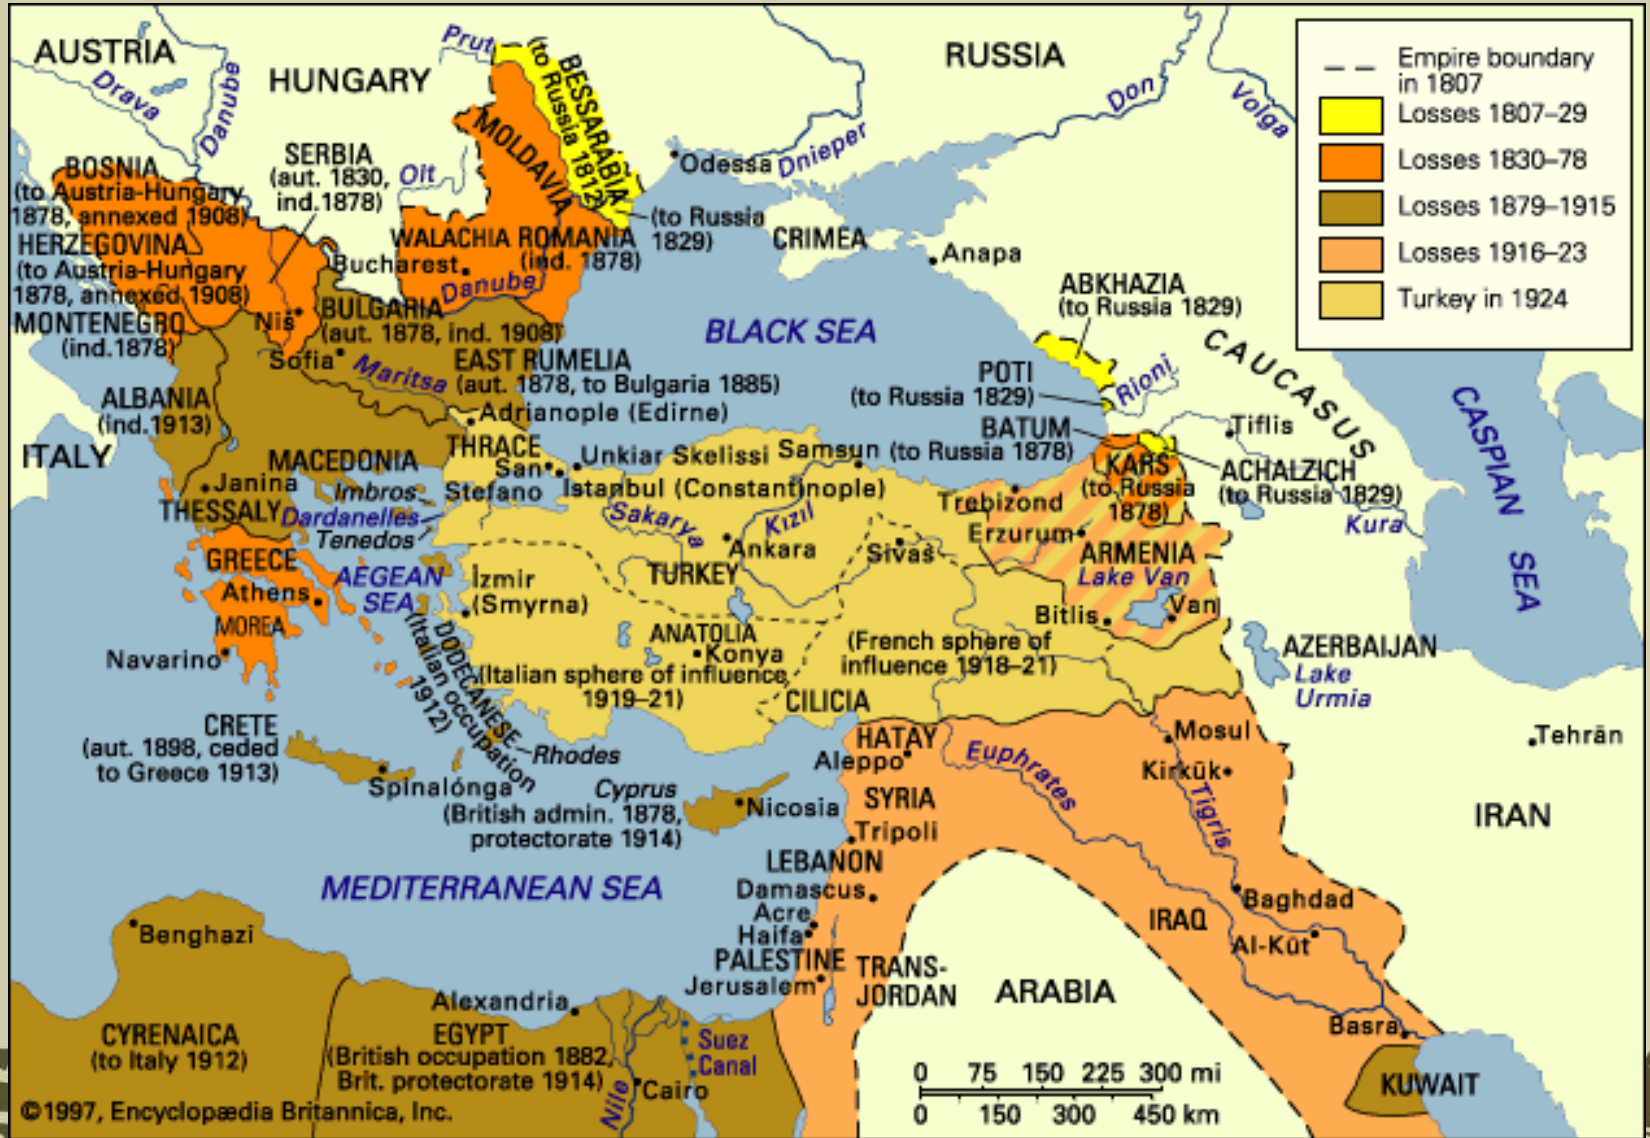 AUSTRIA
Drava
Danube
HUNGARY
Prut
BESSARABIA
(to Russia 1812)
RUSSIA
Don
Volga
Empire boundary
in 1807
Losses 1807–29
Losses 1830–78
Losses 1879–1915
Losses 1916–23
Turkey in 1924
MOLDAVIA
Odessa
Dnieper
BOSNIA
(to Austria-Hungary
1878, annexed 1908)
SERBIA
(aut. 1830,
ind.1878)
Olt
HERZEGOVINA
(to Austria-Hungary
1878, annexed 1908)
WALACHIA
ROMANIA
(ind. 1878)
(to Russia
1829)
CRIMEA
Anapa
Bucharest
Danube
MONTENEGRO
(ind.1878)
Niš
BULGARIA
(aut. 1878, ind. 1908)
BLACK SEA
ABKHAZIA
(to Russia 1829)
CAUCASUS
Sofia
Maritsa
EAST RUMELIA
(aut. 1878, to Bulgaria 1885)
POTI
(to Russia 1829)
Rioni
CASPIAN SEA
ALBANIA
(ind.1913)
Adrianople (Edirne)
BATUM
(to Russia 1878)
Tiflis
ITALY
MACEDONIA
THRACE
San
Stefano
Unkiar Skelissi
Samsun
KARS
(to Russia
1878)
ACHALZICH
(to Russia 1829)
Kura
Janina
Imbros
Istanbul (Constantinople)
Trebizond
THESSALY
Dardanelles
Tenedos
Sakarya
Kızıl
Ankara
Sivas
Erzurum
ARMENIA
Lake Van
GREECE
AEGEAN
SEA
İzmir
(Smyrna)
TURKEY
Athens
Bitlis
Van
MOREA
Navarino
DODECANESE
(Italian occupation
1912)
ANATOLIA
Konya
(Italian sphere of influence
1919–21)
(French sphere of
influence 1918–21)
CILICIA
AZERBAIJAN
Lake
Urmia
CRETE
(aut. 1898, ceded
to Greece 1913)
Spinalónga
Rhodes
Cyprus
(British admin. 1878,
protectorate 1914)
Nicosia
HATAY
Aleppo
Euphrates
Mosul
Kirkūk
Tigris
Tehrān
SYRIA
Tripoli
IRAN
LEBANON
MEDITERRANEAN SEA
Damascus
Acre
Haifa
PALESTINE
Jerusalem
TRANS-
JORDAN
ARABIA
IRAQ
Baghdad
Al-Kūt
Basra
KUWAIT
Benghazi
Alexandria
CYRENAICA
(to Italy 1912)
EGYPT
(British occupation 1882,
Brit. protectorate 1914)
Suez
Canal
Nile
Cairo
0 75 150 225 300 mi
0 150 300 450 km
©1997, Encyclopædia Britannica, Inc.